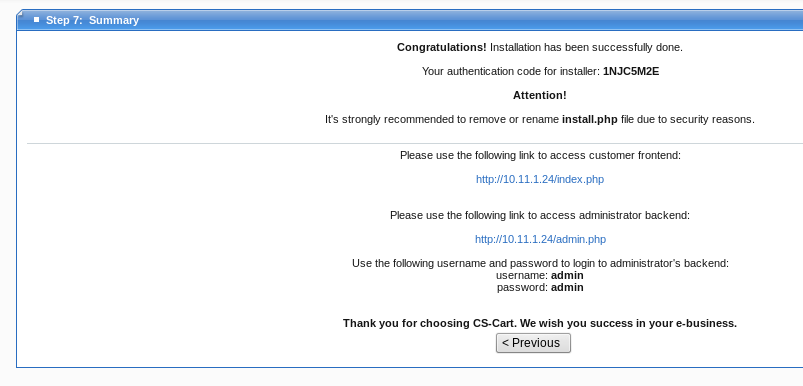 Step 7: Summary
Congratulations! Installation has been successfully done.
Your authentication code for installer: 1NJC5M2E
Attention!
It's strongly recommended to remove or rename install.php file due to security reasons.
Please use the following link to access customer frontend:
http://10.11.1.24/index.php
Please use the following link to access administrator backend:
http://10.11.1.24/admin.php
Use the following username and password to login to administrator's backend:
username: admin
password: admin
Thank you for choosing CS-Cart. We wish you success in your e-business.
< Previous